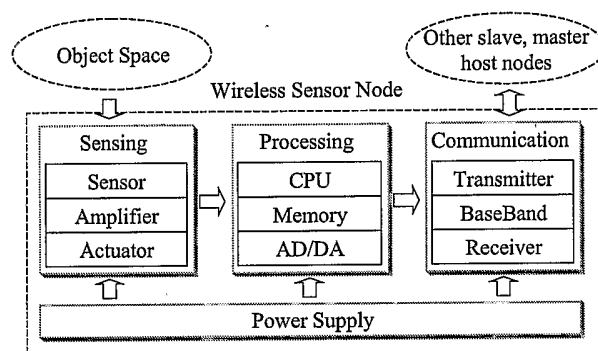 Object Space
Other slave, master
host nodes
Wireless Sensor Node
Sensing
Sensor
Amplifier
Actuator
Processing
CPU
Memory
AD/DA
Communication
Transmitter
BaseBand
Receiver
Power Supply